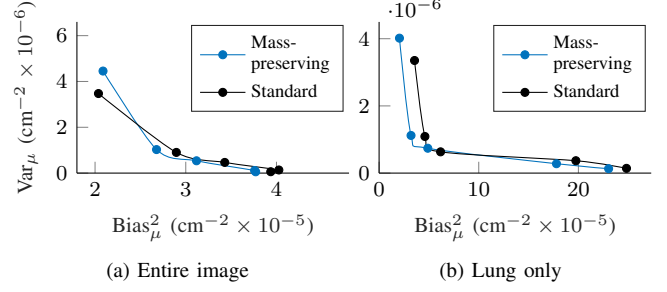 ·10⁻⁶
6
4
2
0
Var_μ (cm⁻² × 10⁻⁶)
Mass-
preserving
Standard
2 3 4
Bias²_μ (cm⁻² × 10⁻⁵)
(a) Entire image
4
2
0
Mass-
preserving
Standard
0 10 20
Bias²_μ (cm⁻² × 10⁻⁵)
(b) Lung only